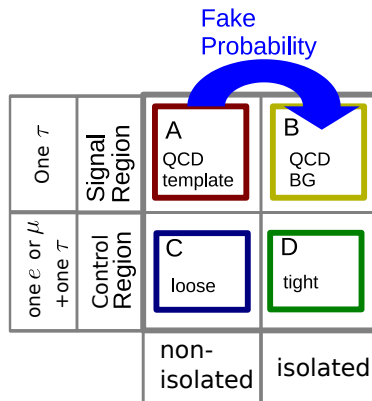 Fake
Probability
One τ
Signal
Region
A
QCD
template
B
QCD
BG
one e or μ
+one τ
Control
Region
C
loose
D
tight
non-
isolated
isolated